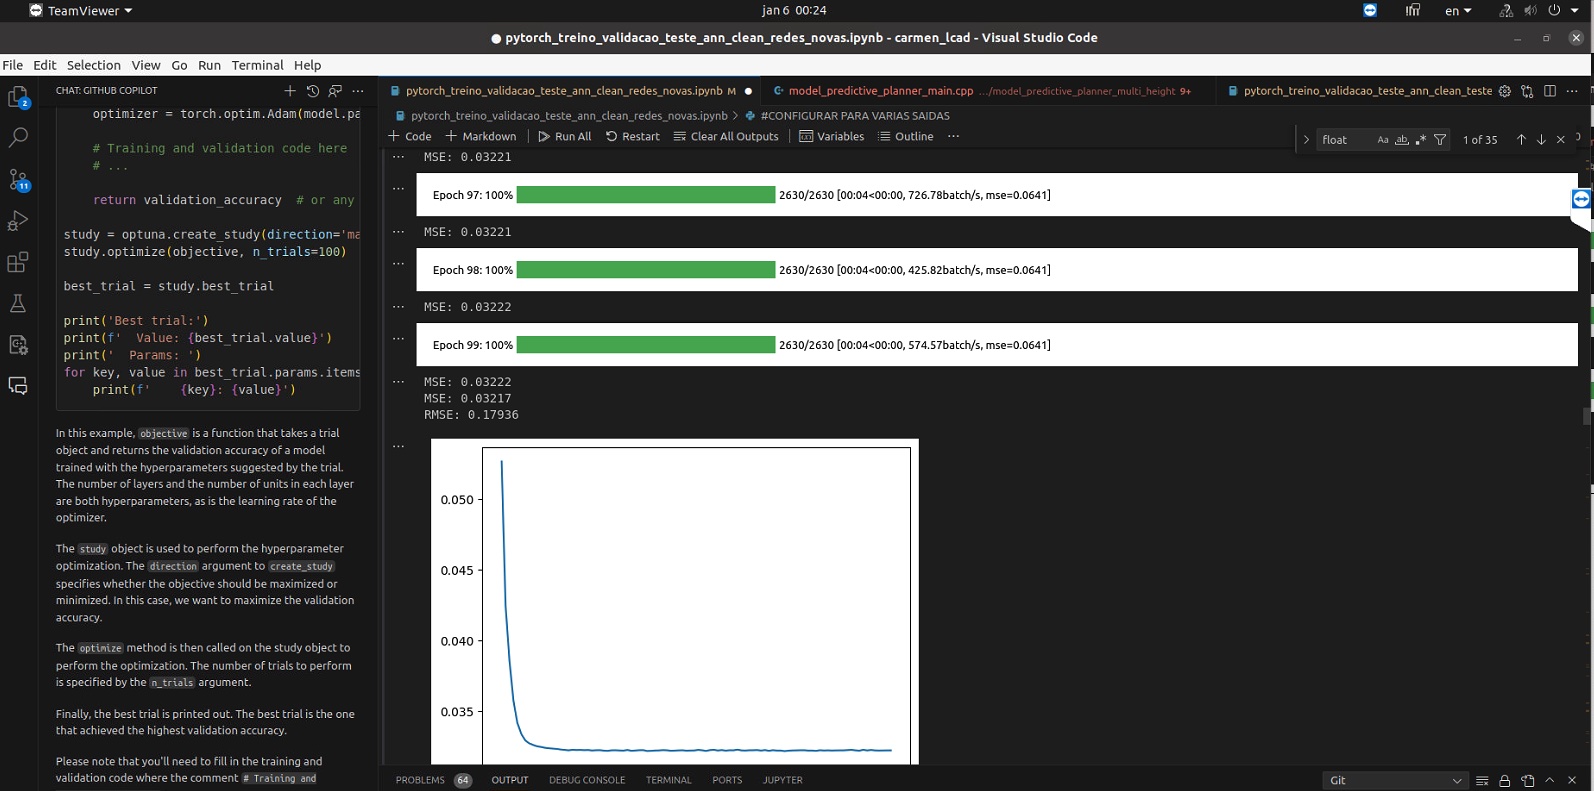 TeamViewer
jan 6 00:24
en
pytorch_treino_validacao_teste_ann_clean_redes_novas.ipynb - carmen_lcad - Visual Studio Code
File Edit Selection View Go Run Terminal Help
CHAT: GITHUB COPILOT
2
11
optimizer = torch.optim.Adam(model.pa
# Training and validation code here
# ...
return validation_accuracy # or any
study = optuna.create_study(direction='ma
study.optimize(objective, n_trials=100)
best_trial = study.best_trial
print('Best trial:')
print(f' Value: {best_trial.value}')
print(' Params: ')
for key, value in best_trial.params.items
print(f' {key}: {value}')
In this example, objective is a function that takes a trial
object and returns the validation accuracy of a model
trained with the hyperparameters suggested by the trial.
The number of layers and the number of units in each layer
are both hyperparameters, as is the learning rate of the
optimizer.
The study object is used to perform the hyperparameter
optimization. The direction argument to create_study
specifies whether the objective should be maximized or
minimized. In this case, we want to maximize the validation
accuracy.
The optimize method is then called on the study object to
perform the optimization. The number of trials to perform
is specified by the n_trials argument.
Finally, the best trial is printed out. The best trial is the one
that achieved the highest validation accuracy.
Please note that you'll need to fill in the training and
validation code where the comment # Training and
pytorch_treino_validacao_teste_ann_clean_redes_novas.ipynb M
model_predictive_planner_main.cpp .../model_predictive_planner_multi_height 9+
pytorch_treino_validacao_teste_ann_clean_teste
pytorch_treino_validacao_teste_ann_clean_redes_novas.ipynb > #CONFIGURAR PARA VARIAS SAIDAS
+ Code + Markdown Run All Restart Clear All Outputs Variables Outline ...
float Aa ab .* 1 of 35
MSE: 0.03221
Epoch 97: 100% 2630/2630 [00:04<00:00, 726.78batch/s, mse=0.0641]
MSE: 0.03221
Epoch 98: 100% 2630/2630 [00:04<00:00, 425.82batch/s, mse=0.0641]
MSE: 0.03222
Epoch 99: 100% 2630/2630 [00:04<00:00, 574.57batch/s, mse=0.0641]
MSE: 0.03222
MSE: 0.03217
RMSE: 0.17936
0.050
0.045
0.040
0.035
PROBLEMS 64 OUTPUT DEBUG CONSOLE TERMINAL PORTS JUPYTER
Git